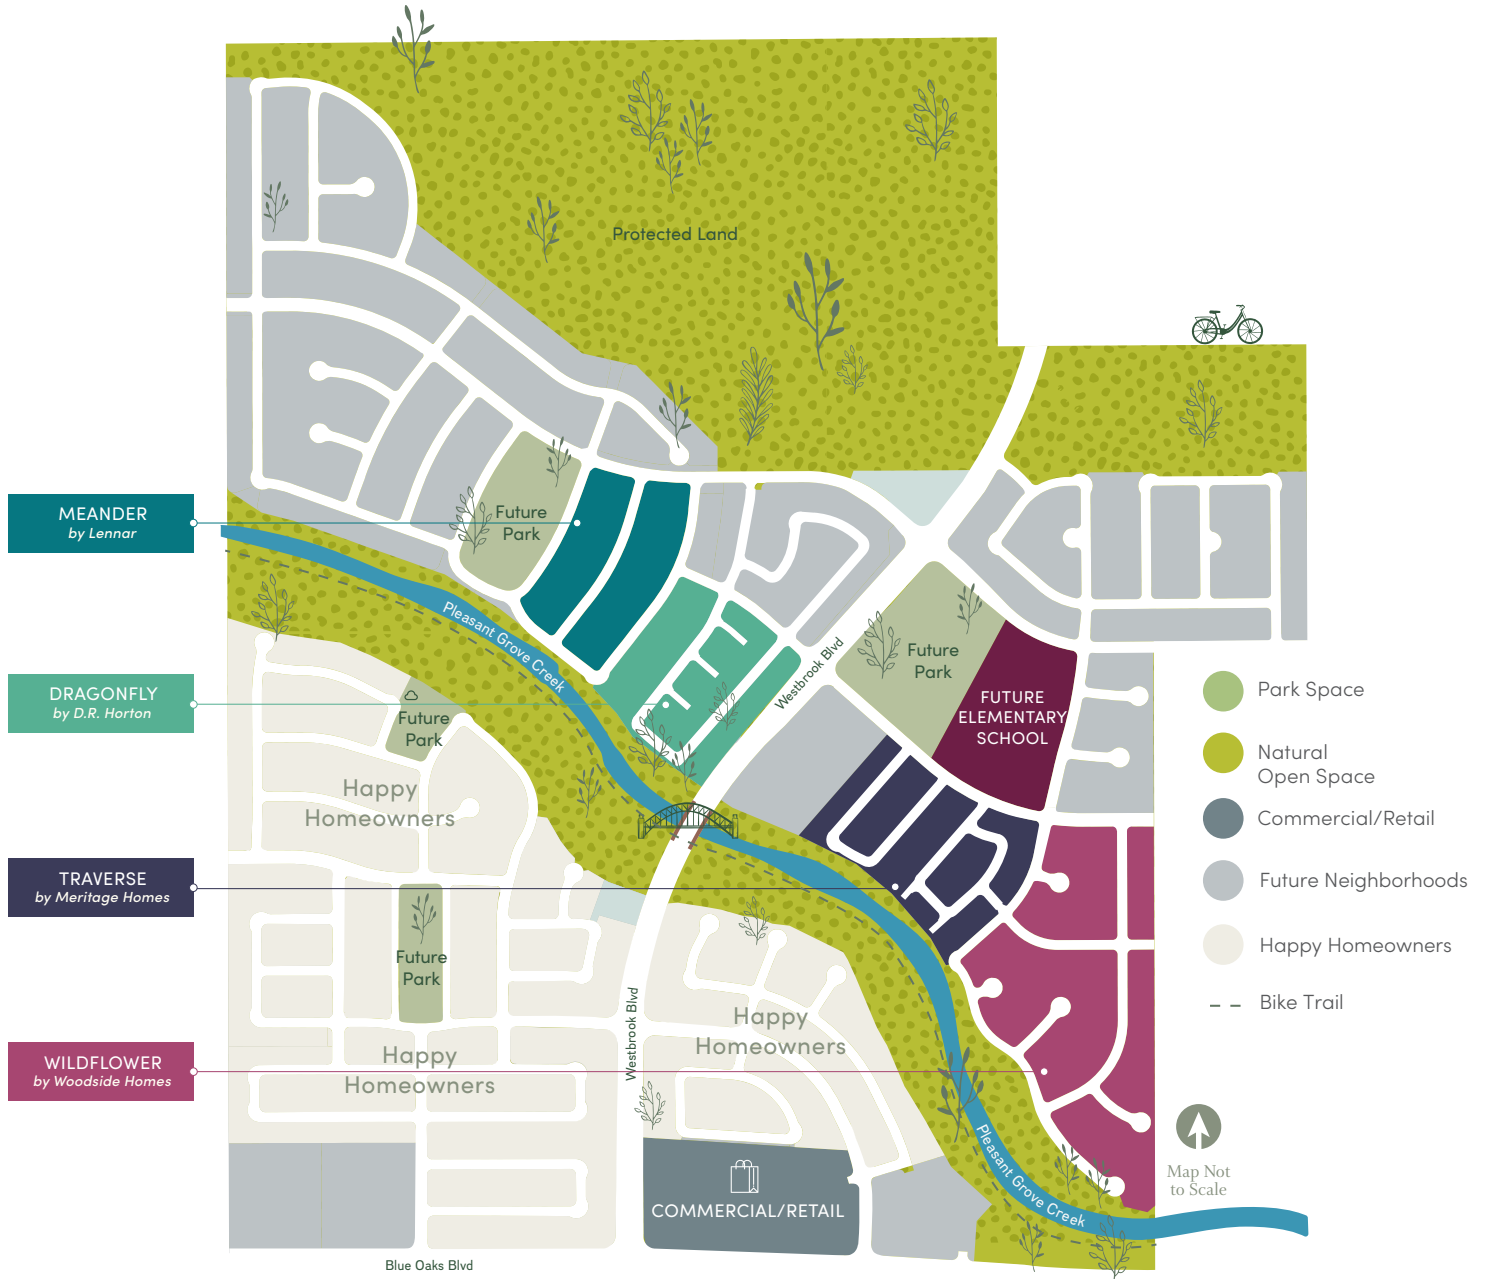 Protected Land
MEANDER
by Lennar
Future
Park
Pleasant Grove Creek
DRAGONFLY
by D.R. Horton
Westbrook Blvd
Future
Park
FUTURE
ELEMENTARY
SCHOOL
Future
Park
Happy
Homeowners
TRAVERSE
by Meritage Homes
Future
Park
WILDFLOWER
by Woodside Homes
Happy
Homeowners
Westbrook Blvd
Happy
Homeowners
Pleasant Grove Creek
COMMERCIAL/RETAIL
Blue Oaks Blvd
Park Space
Natural
Open Space
Commercial/Retail
Future Neighborhoods
Happy Homeowners
Bike Trail
Map Not
to Scale